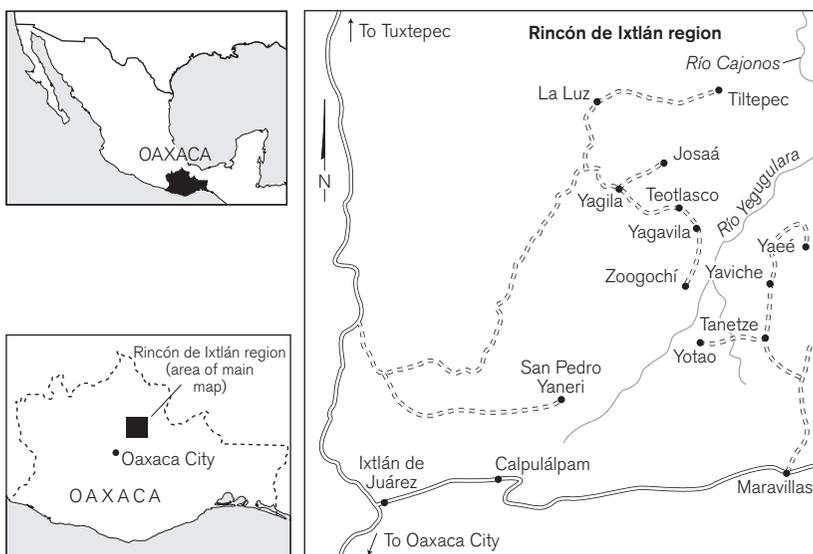 OAXACA
Rincón de Ixtlán region
(area of main
map)
Oaxaca City
OAXACA
To Tuxtepec
Rincón de Ixtlán region
Río Cajonos
La Luz
Tiltepec
N
Josaá
Yagila
Teotlasco
Río Yegugulara
Yagavila
Yaeé
Zoogochí
Yaviche
Tanetze
Yotao
San Pedro
Yaneri
Ixtlán de
Juárez
Calpulálpam
Maravillas
To Oaxaca City